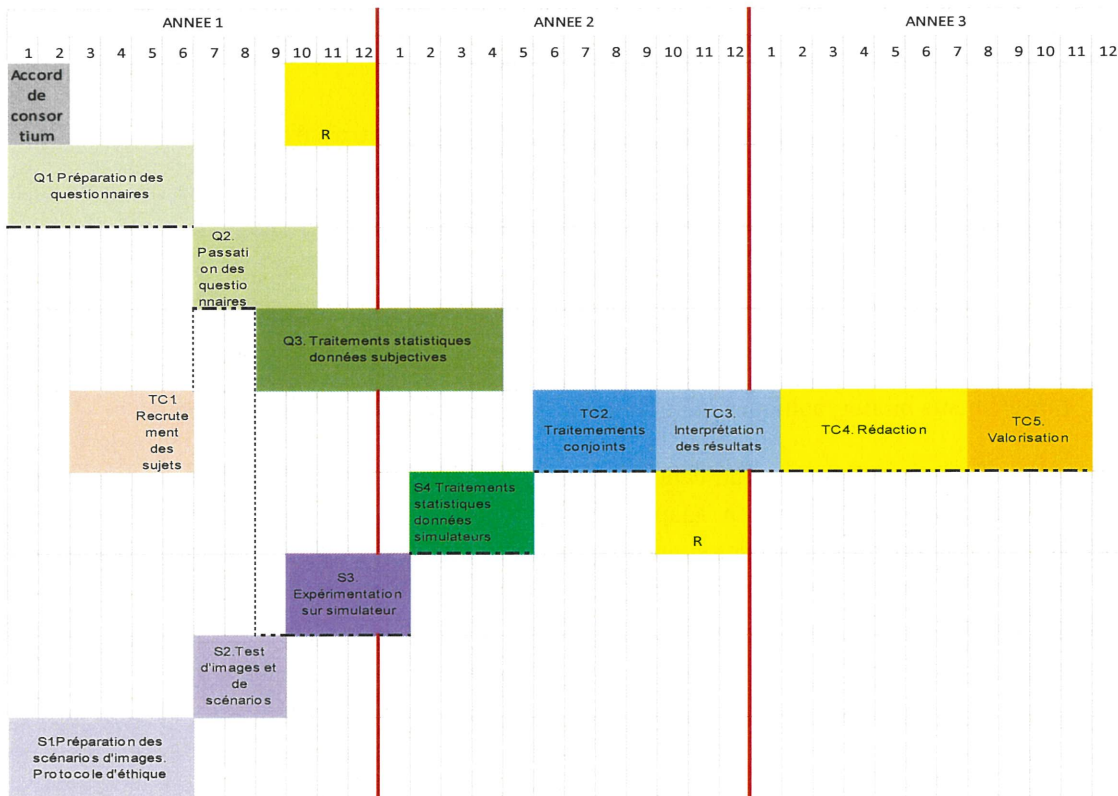 ANNEE 1 ANNEE 2 ANNEE 3
1 2 3 4 5 6 7 8 9 10 11 12 1 2 3 4 5 6 7 8 9 10 11 12 1 2 3 4 5 6 7 8 9 10 11 12
Accord
de
consor
tium
R
Q1. Préparation des
questionnaires
Q2.
Passati
on des
questio
nnaires
Q3. Traitements statistiques
données subjectives
TC1.
Recrute
ment
des
sujets
TC2.
Traitemements
conjoints
TC3.
Interprétation
des résultats
TC4. Rédaction
TC5.
Valorisation
S4 Traitements
statistiques
données
simulateurs
R
S3.
Expérimentation
sur simulateur
S2.Test
d'images et
de
scénarios
S1.Préparation des
scénarios d'images.
Protocole d'éthique